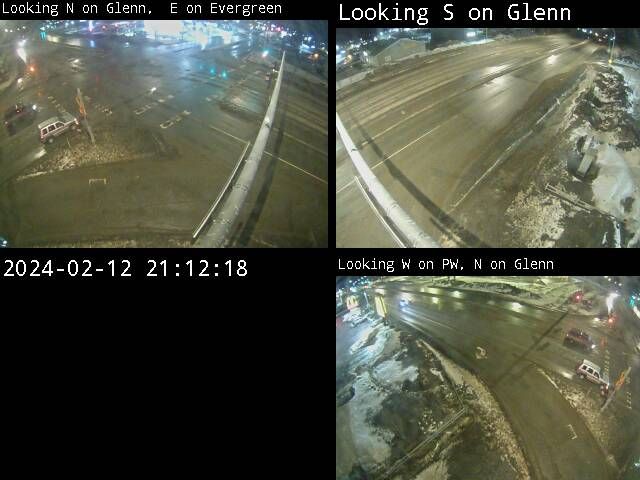 Looking N on Glenn,  E on Evergreen
Looking S on Glenn
2024-02-12 21:12:18
Looking W on PW, N on Glenn